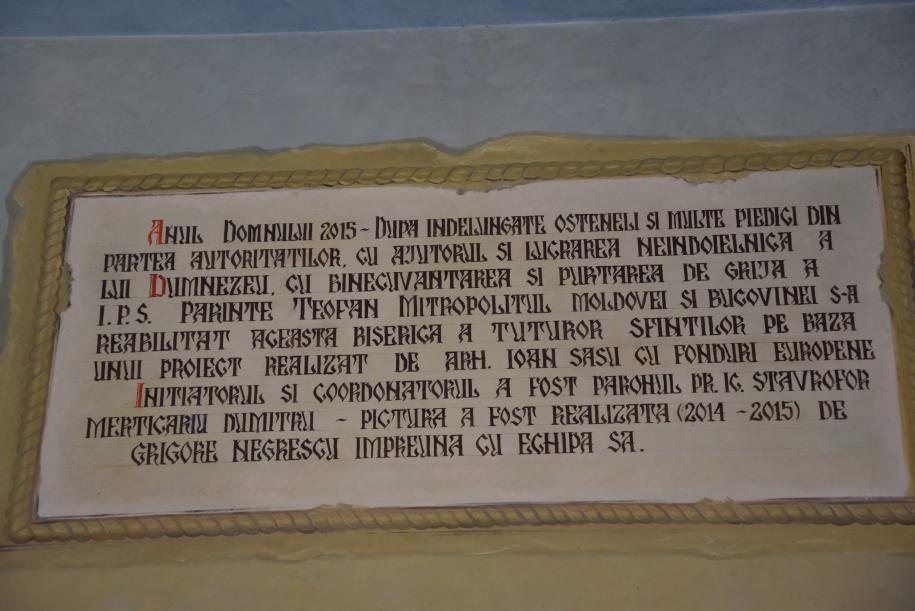 ANUL DOMNULUI 2015 - DUPA INDELUNGATE OSTENELI SI MULTE PIEDICI DIN
PARTEA AUTORITATILOR, CU AJUTORUL SI LUCRAREA NEINDOIELNICA A
LUI DUMNEZEU, CU BINECUVANTAREA SI PURTAREA DE GRIJA A
I.P.S. PARINTE TEOFAN MITROPOLITUL MOLDOVEI SI BUCOVINEI S-A
REABILITAT ACEASTA BISERICA A TUTUROR SFINTILOR PE BAZA
UNUI PROIECT REALIZAT DE ARH. IOAN SASU CU FONDURI EUROPENE
INITIATORUL SI COORDONATORUL A FOST PAROHUL PR. IC. STAVROFOR
MERTICARIU DUMITRU - PICTURA A FOST REALIZATA (2014 - 2015) DE
GRIGORE NEGRESCU IMPREUNA CU ECHIPA SA.